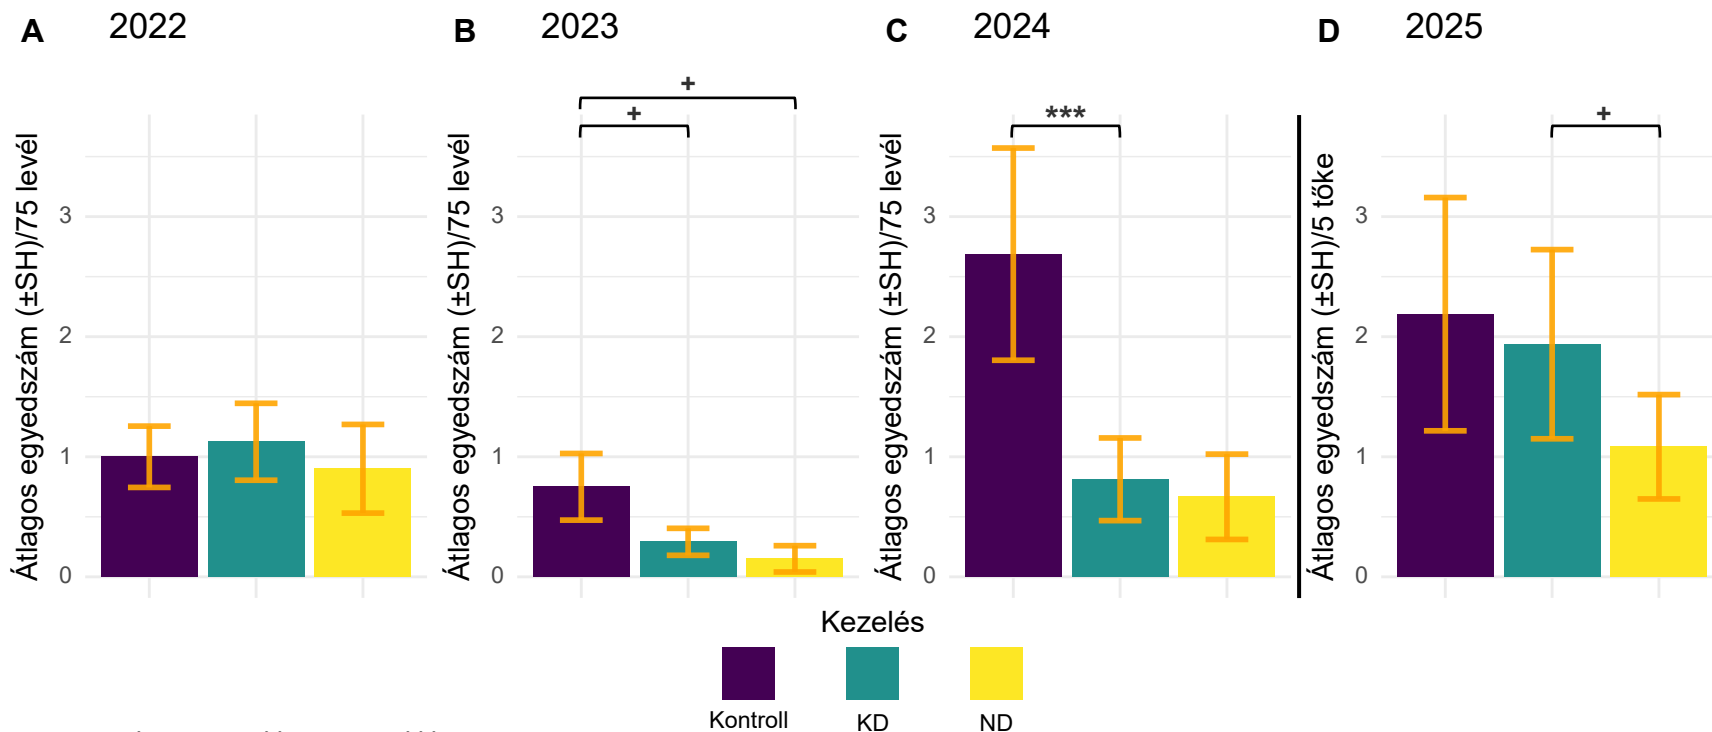 A 2022
B 2023
C 2024
D 2025
Átlagos egyedszám (±SH)/75 levél
3
2
1
0
+
+
Átlagos egyedszám (±SH)/75 levél
3
2
1
0
***
Átlagos egyedszám (±SH)/75 levél
3
2
1
0
+
Átlagos egyedszám (±SH)/5 tőke
3
2
1
0
Kezelés
Kontroll
KD
ND